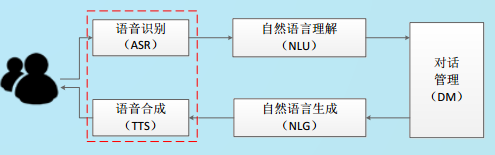 语音识别
（ASR）
自然语言理解
（NLU）
对话
管理
（DM）
语音合成
（TTS）
自然语言生成
（NLG）